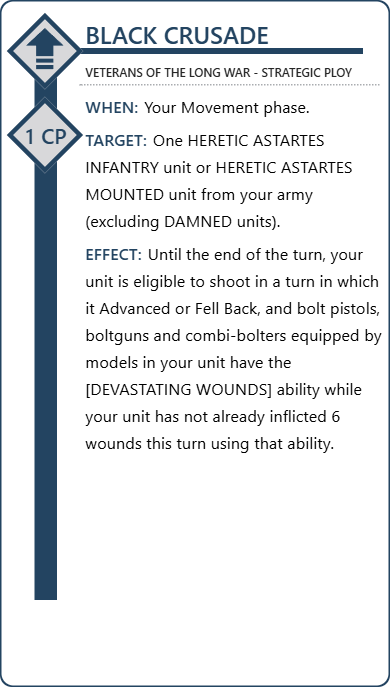 BLACK CRUSADE
VETERANS OF THE LONG WAR - STRATEGIC PLOY
WHEN: Your Movement phase.
1 CP
TARGET: One HERETIC ASTARTES
INFANTRY unit or HERETIC ASTARTES
MOUNTED unit from your army
(excluding DAMNED units).
EFFECT: Until the end of the turn, your
unit is eligible to shoot in a turn in which
it Advanced or Fell Back, and bolt pistols,
boltguns and combi-bolters equipped by
models in your unit have the
[DEVASTATING WOUNDS] ability while
your unit has not already inflicted 6
wounds this turn using that ability.